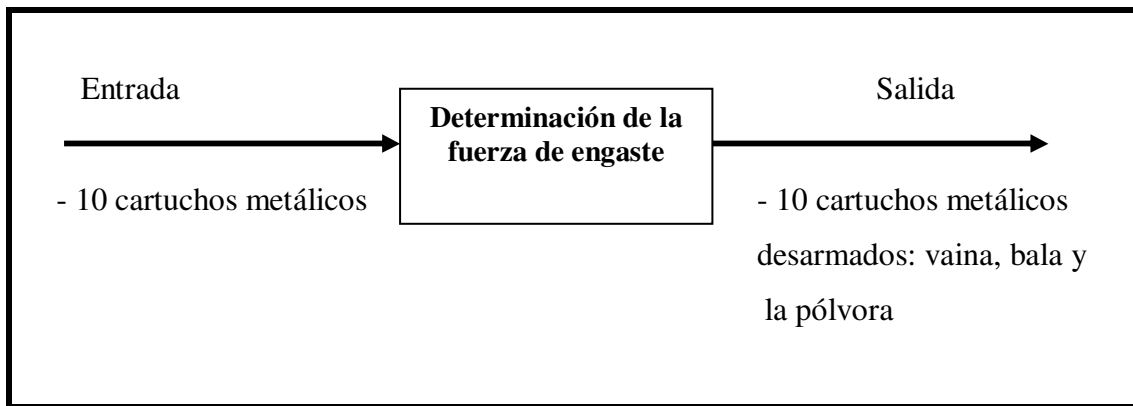 Entrada
Determinación de la
fuerza de engaste
Salida
- 10 cartuchos metálicos
- 10 cartuchos metálicos
desarmados: vaina, bala y
la pólvora